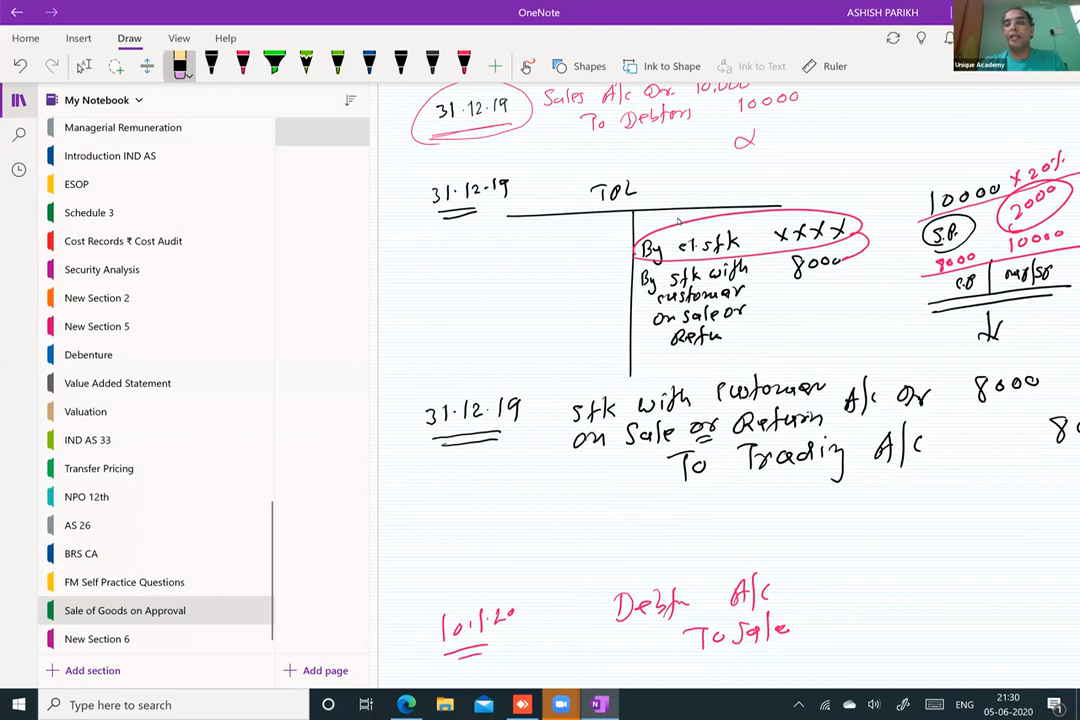 OneNote
ASHISH PARIKH
Unique Academy
Home Insert Draw View Help
Shapes Ink to Shape Ink to Text Ruler
My Notebook
Managerial Remuneration
Introduction IND AS
ESOP
Schedule 3
Cost Records ₹ Cost Audit
Security Analysis
New Section 2
New Section 5
Debenture
Value Added Statement
Valuation
IND AS 33
Transfer Pricing
NPO 12th
AS 26
BRS CA
FM Self Practice Questions
Sale of Goods on Approval
New Section 6
+ Add section + Add page
31.12.19 Sales A/c Dr 10,000
To Debtors 10000
31.12.19
By cl. stk XXXX
By stk with 8000
customer
on sale or
Refu
10000 X 20%
S.P. 2000
8000 10000
31.12.19 stk with customer A/c Dr 8000
on Sale or Return
To Trading A/c
10.1.20 A/c
To Sale
Type here to search
ENG
21:30
05-06-2020
1